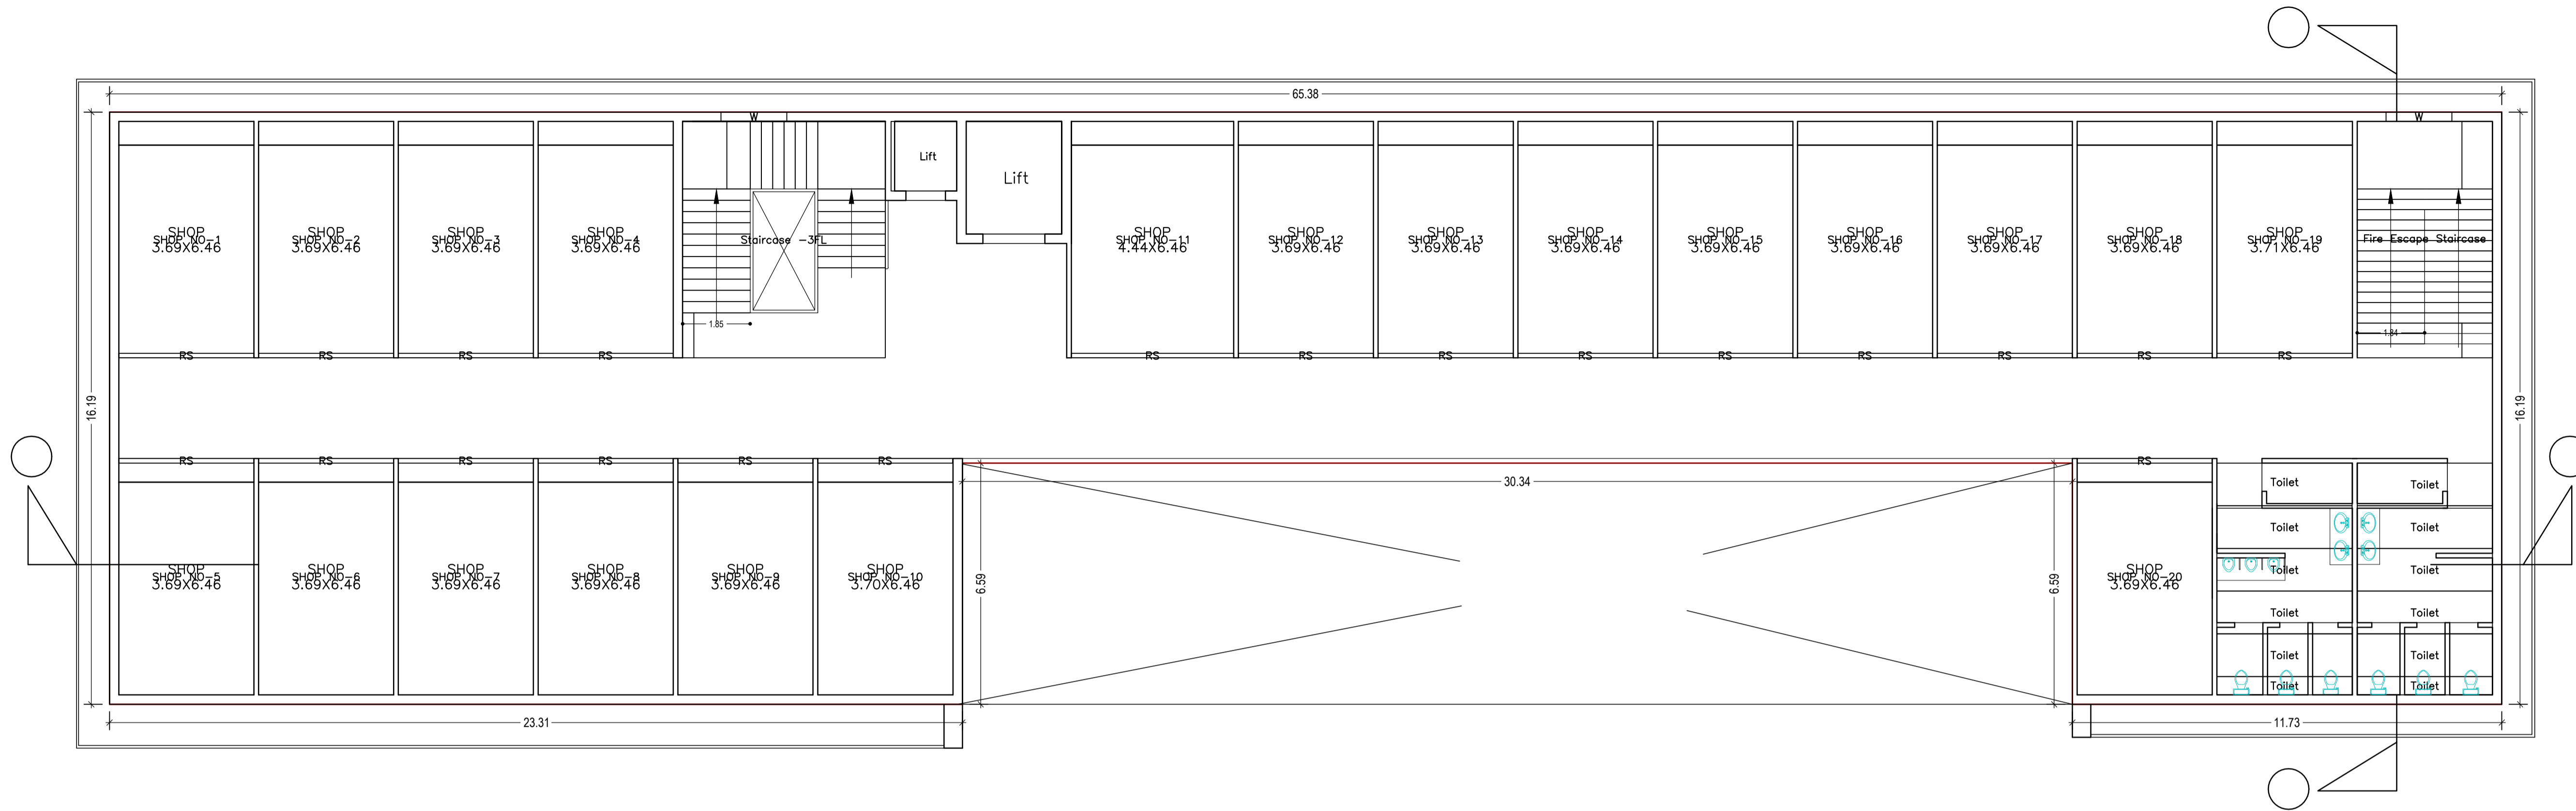 65.38
W
W
Lift
Lift
SHOP
SHOP NO-1
3.69X6.46
SHOP
SHOP NO-2
3.69X6.46
SHOP
SHOP NO-3
3.69X6.46
SHOP
SHOP NO-4
3.69X6.46
Staircase -3FL
SHOP
SHOP NO-11
4.44X6.46
SHOP
SHOP NO-12
3.69X6.46
SHOP
SHOP NO-13
3.69X6.46
SHOP
SHOP NO-14
3.69X6.46
SHOP
SHOP NO-15
3.69X6.46
SHOP
SHOP NO-16
3.69X6.46
SHOP
SHOP NO-17
3.69X6.46
SHOP
SHOP NO-18
3.69X6.46
SHOP
SHOP NO-19
3.71X6.46
Fire Escape Staircase
1.85
1.84
RS
RS
RS
RS
RS
RS
RS
RS
RS
RS
RS
RS
RS
16.19
16.19
RS
RS
RS
RS
RS
RS
RS
30.34
Toilet
Toilet
Toilet
Toilet
SHOP
SHOP NO-5
3.69X6.46
SHOP
SHOP NO-6
3.69X6.46
SHOP
SHOP NO-7
3.69X6.46
SHOP
SHOP NO-8
3.69X6.46
SHOP
SHOP NO-9
3.69X6.46
SHOP
SHOP NO-10
3.70X6.46
6.59
6.59
SHOP
SHOP NO-20
3.69X6.46
Toilet
Toilet
Toilet
Toilet
Toilet
Toilet
Toilet
Toilet
23.31
11.73